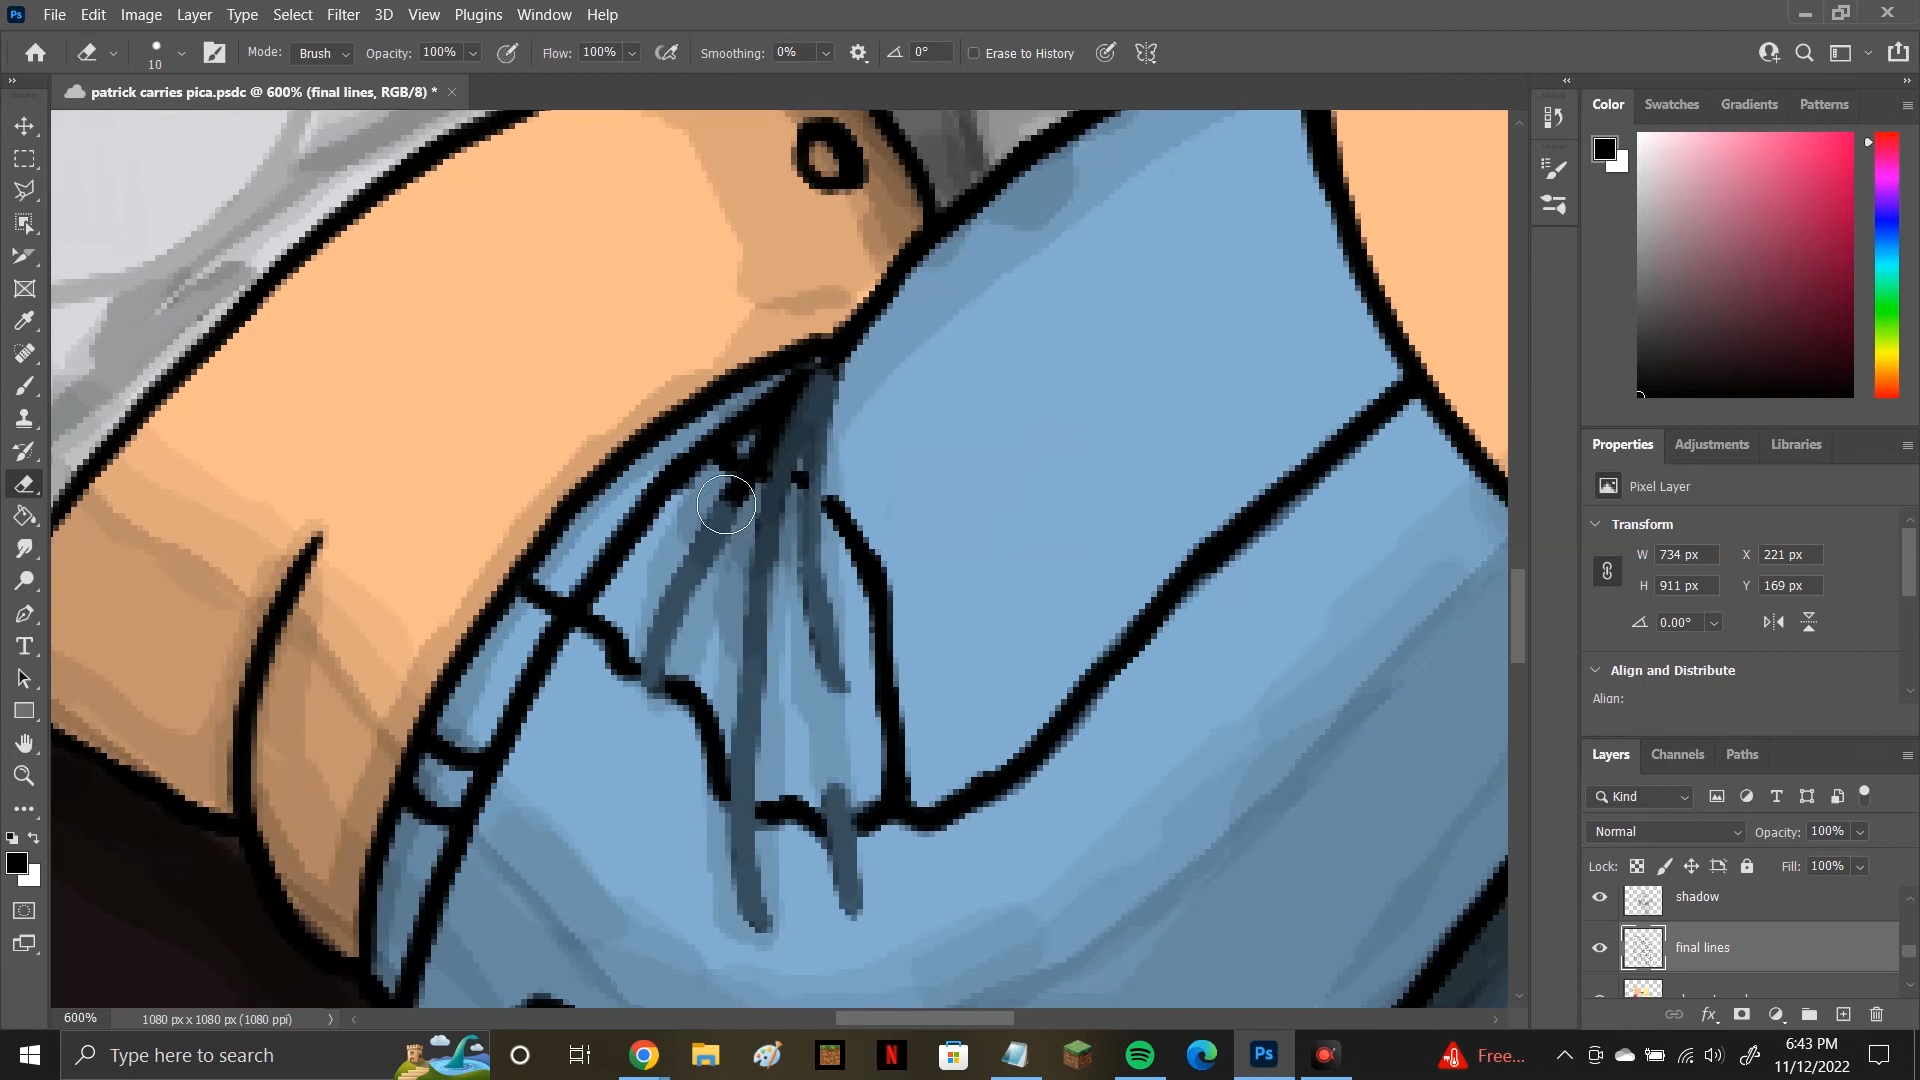 Ps File Edit Image Layer Type Select Filter 3D View Plugins Window Help
10 Mode: Brush Opacity: 100% Flow: 100% Smoothing: 0% 0° Erase to History
patrick carries pica.psdc @ 600% (final lines, RGB/8) *
Color Swatches Gradients Patterns
Properties Adjustments Libraries
Pixel Layer
Transform
W 734 px X 221 px
H 911 px Y 169 px
0.00°
Align and Distribute
Align:
Layers Channels Paths
Kind
Normal Opacity: 100%
Lock: Fill: 100%
shadow
final lines
600% 1080 px x 1080 px (1080 ppi)
Type here to search
N
Ps
Free...
6:43 PM
11/12/2022